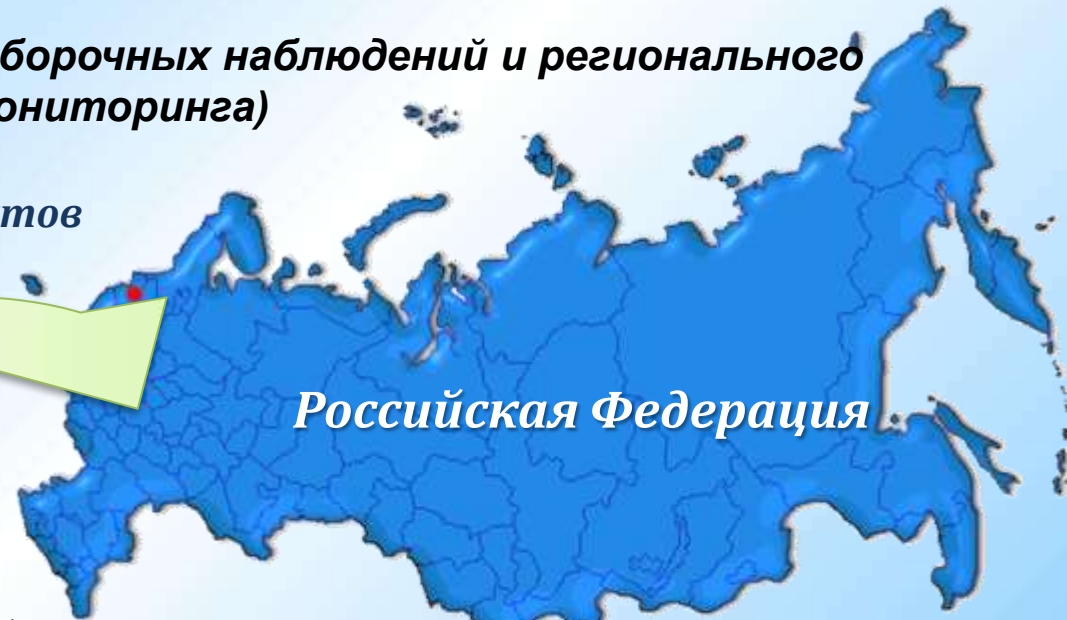 борочных наблюдений и регионального
ониторинга)
тов
Российская Федерация